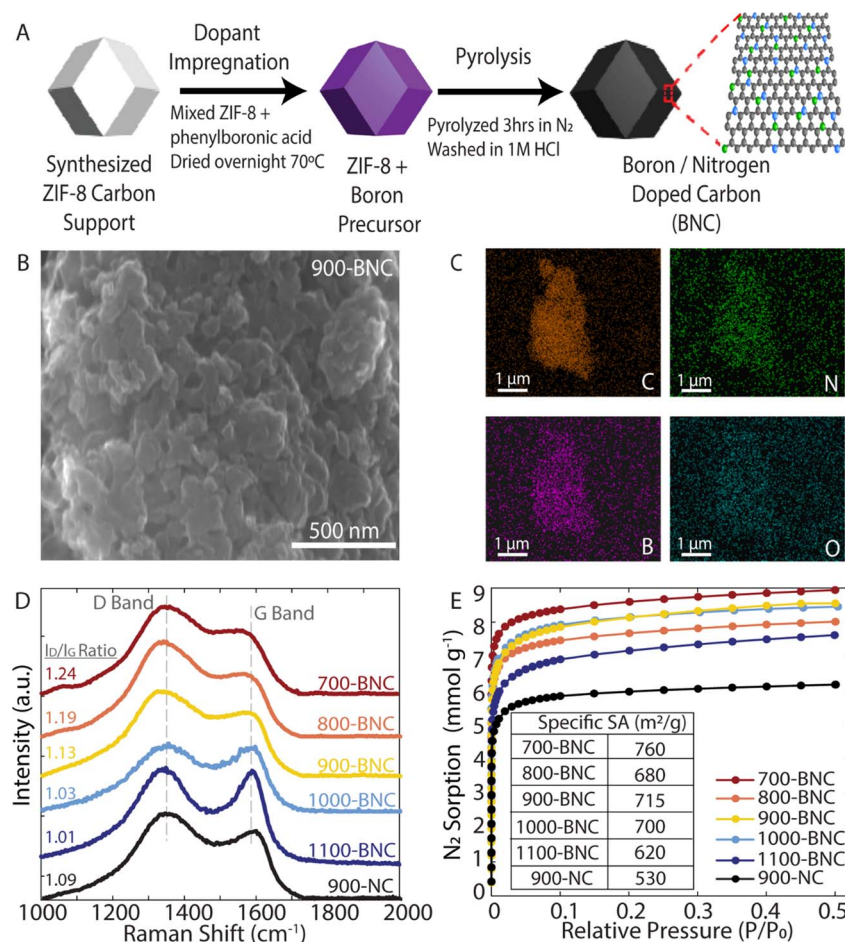 A
Dopant
Impregnation
Mixed ZIF-8 +
phenylboronic acid
Dried overnight 70ºC
Pyrolysis
Pyrolyzed 3hrs in N₂
Washed in 1M HCl
Synthesized
ZIF-8 Carbon
Support
ZIF-8 +
Boron
Precursor
Boron / Nitrogen
Doped Carbon
(BNC)
B
900-BNC
500 nm
C
1 µm
C
1 µm
N
1 µm
B
1 µm
O
D
D Band
G Band
I_D/I_G Ratio
1.24
700-BNC
1.19
800-BNC
1.13
900-BNC
1.03
1000-BNC
1.01
1100-BNC
1.09
900-NC
Intensity (a.u.)
1000 1200 1400 1600 1800 2000
Raman Shift (cm⁻¹)
E
N₂ Sorption (mmol g⁻¹)
9
8
7
6
5
4
3
2
1
0
Specific SA (m²/g)
700-BNC 760
800-BNC 680
900-BNC 715
1000-BNC 700
1100-BNC 620
900-NC 530
700-BNC
800-BNC
900-BNC
1000-BNC
1100-BNC
900-NC
0 0.1 0.2 0.3 0.4 0.5
Relative Pressure (P/P₀)